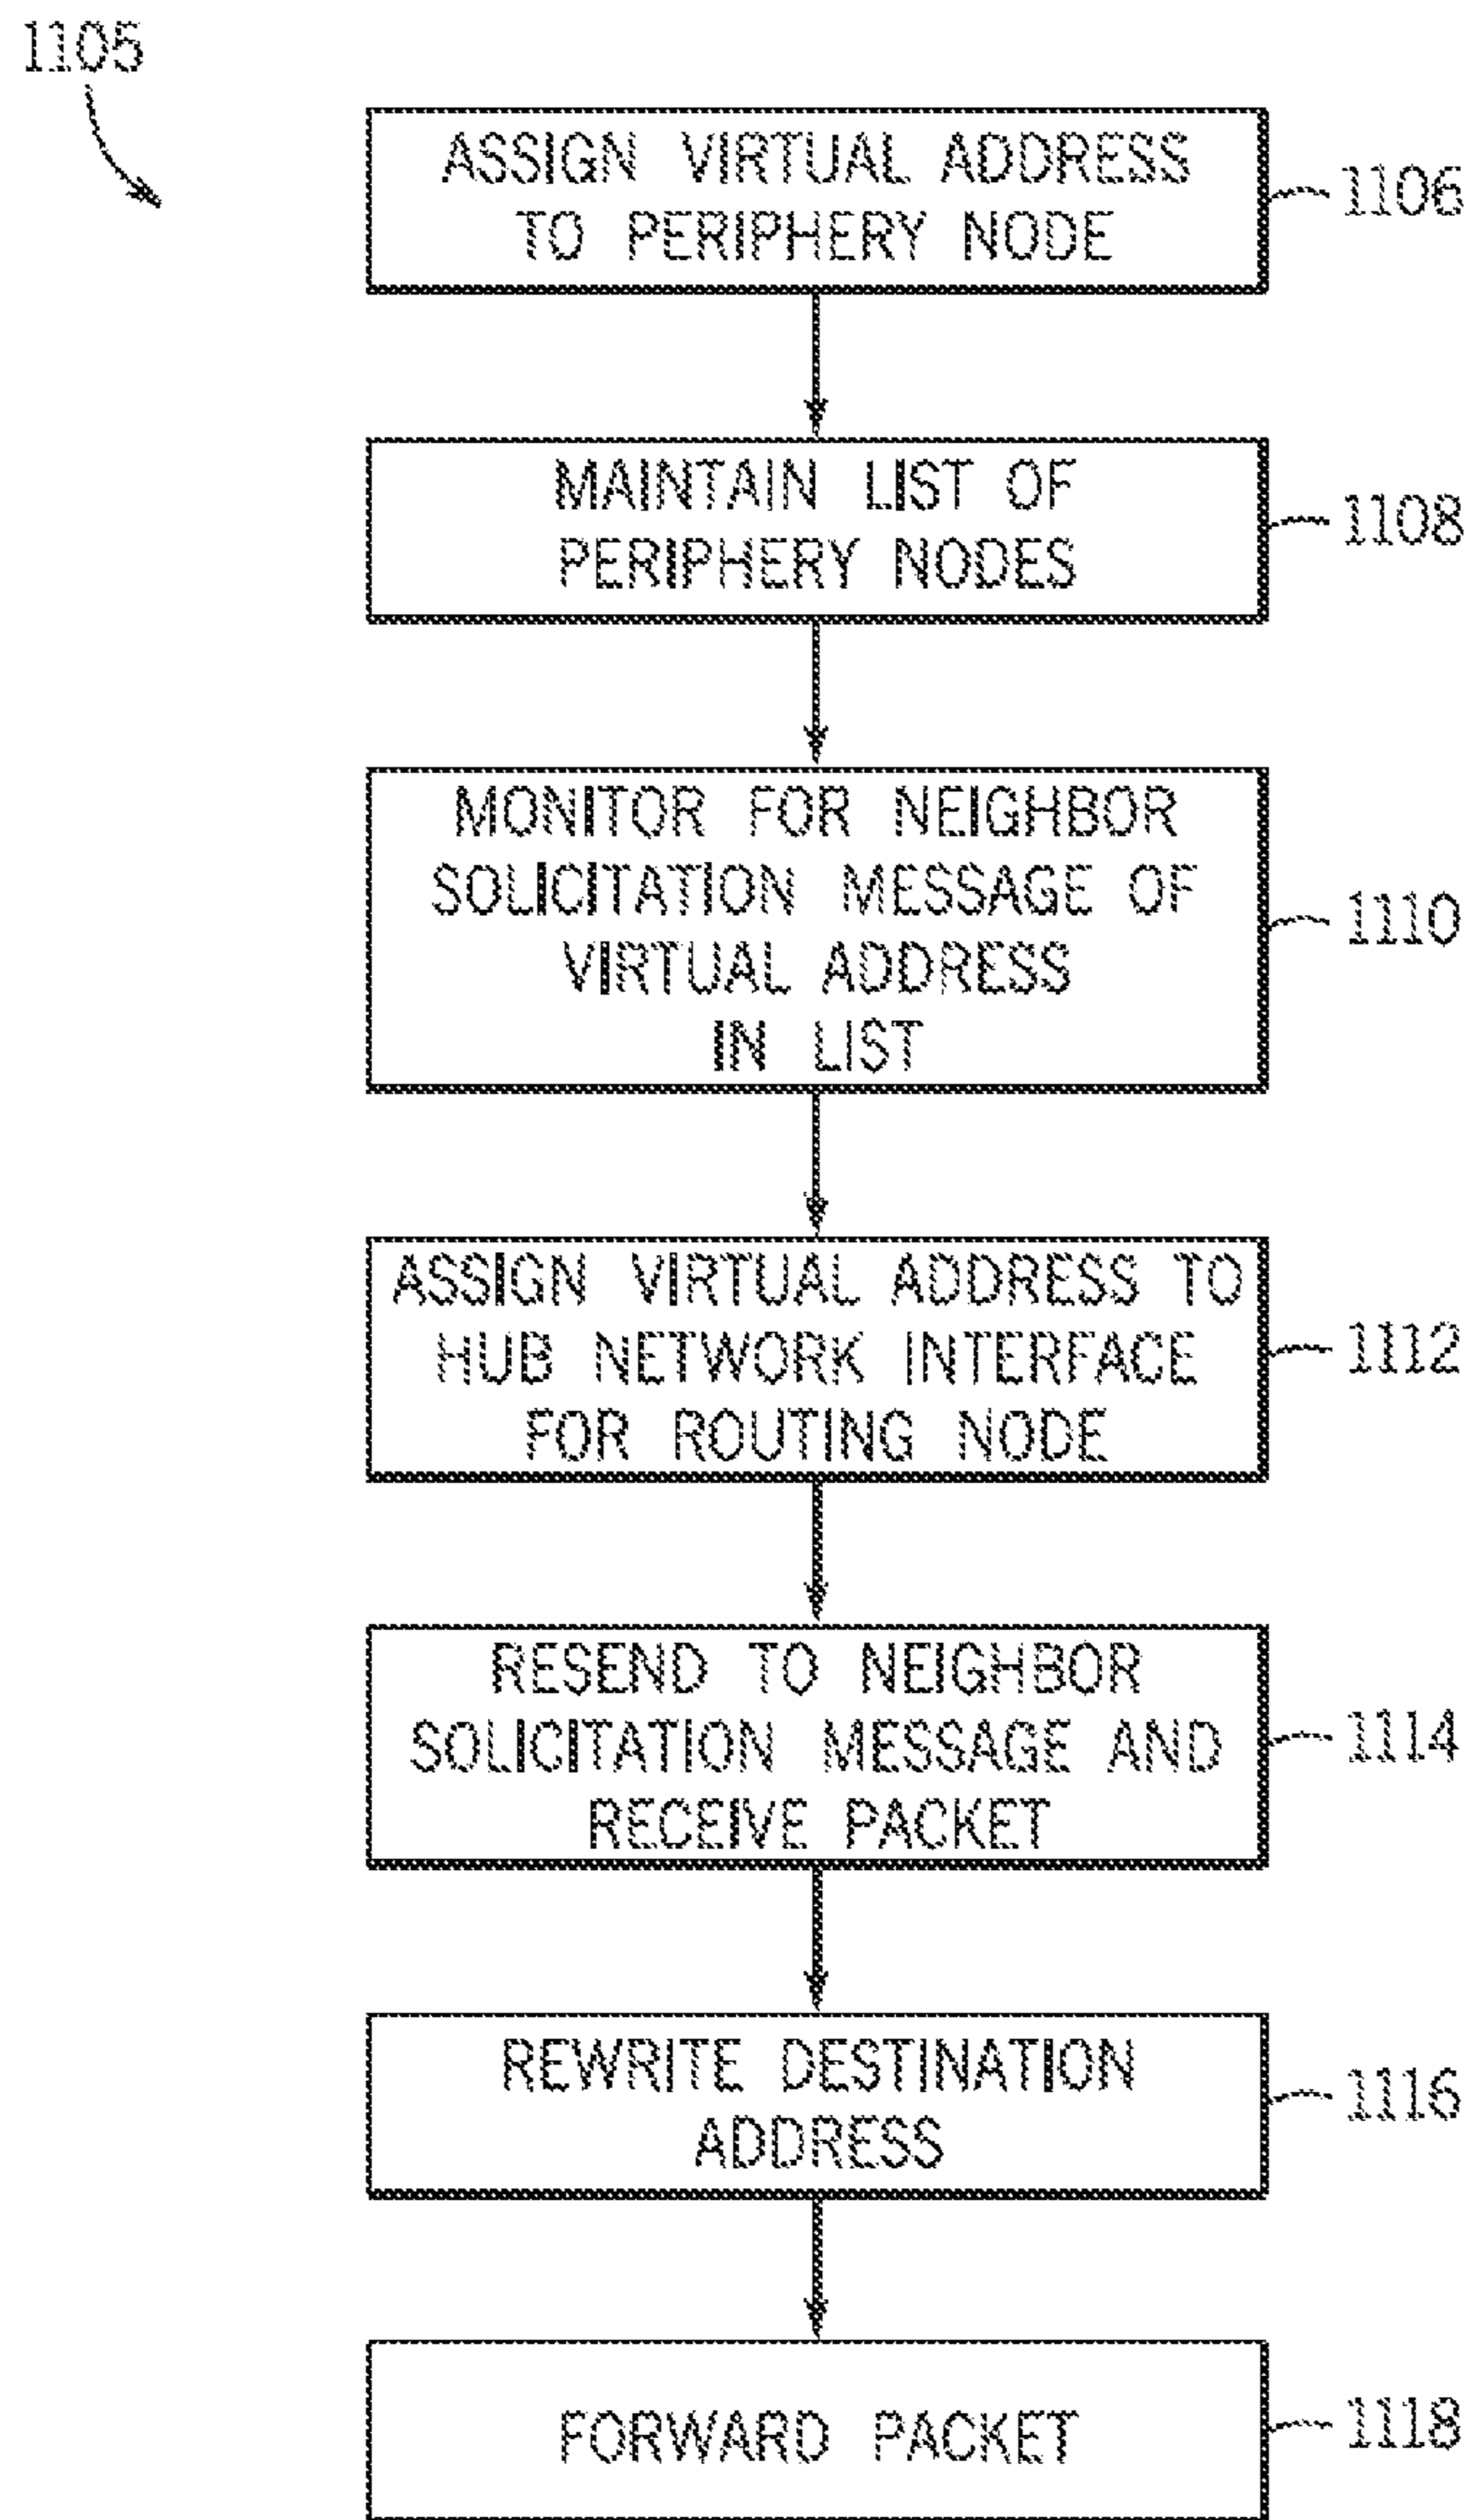 1105
ASSIGN VIRTUAL ADDRESS
TO PERIPHERY NODE
1106
MAINTAIN LIST OF
PERIPHERY NODES
1108
MONITOR FOR NEIGHBOR
SOLICITATION MESSAGE OF
VIRTUAL ADDRESS
IN LIST
1110
ASSIGN VIRTUAL ADDRESS TO
HUB NETWORK INTERFACE
FOR ROUTING NODE
1112
RESEND TO NEIGHBOR
SOLICITATION MESSAGE AND
RECEIVE PACKET
1114
REWRITE DESTINATION
ADDRESS
1116
FORWARD PACKET
1118